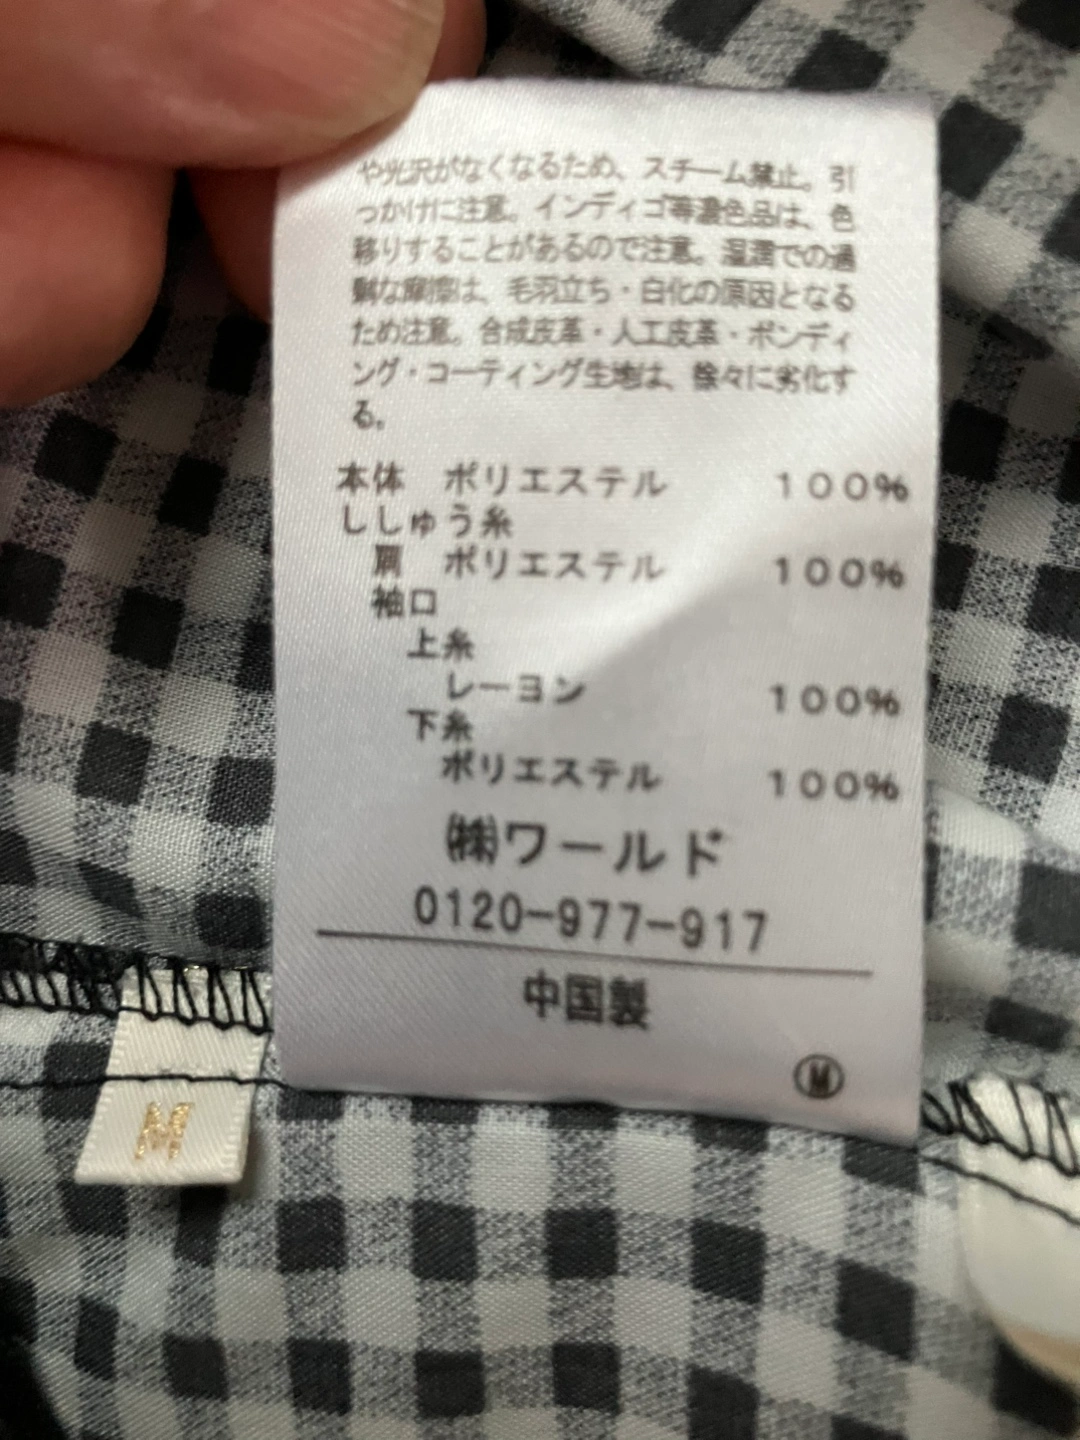 や光沢がなくなるため、スチーム禁止。引
っかけに注意。インディゴ等濃色品は、色
移りすることがあるので注意。湿潤での過
剰な摩擦は、毛羽立ち・白化の原因となる
ため注意。合成皮革・人工皮革・ボンディ
ング・コーティング生地は、徐々に劣化す
る。
本体 ポリエステル 100%
ししゅう糸
肩 ポリエステル 100%
袖口
上糸
レーヨン 100%
下糸
ポリエステル 100%
㈱ワールド
0120-977-917
中国製
Ⓜ
M